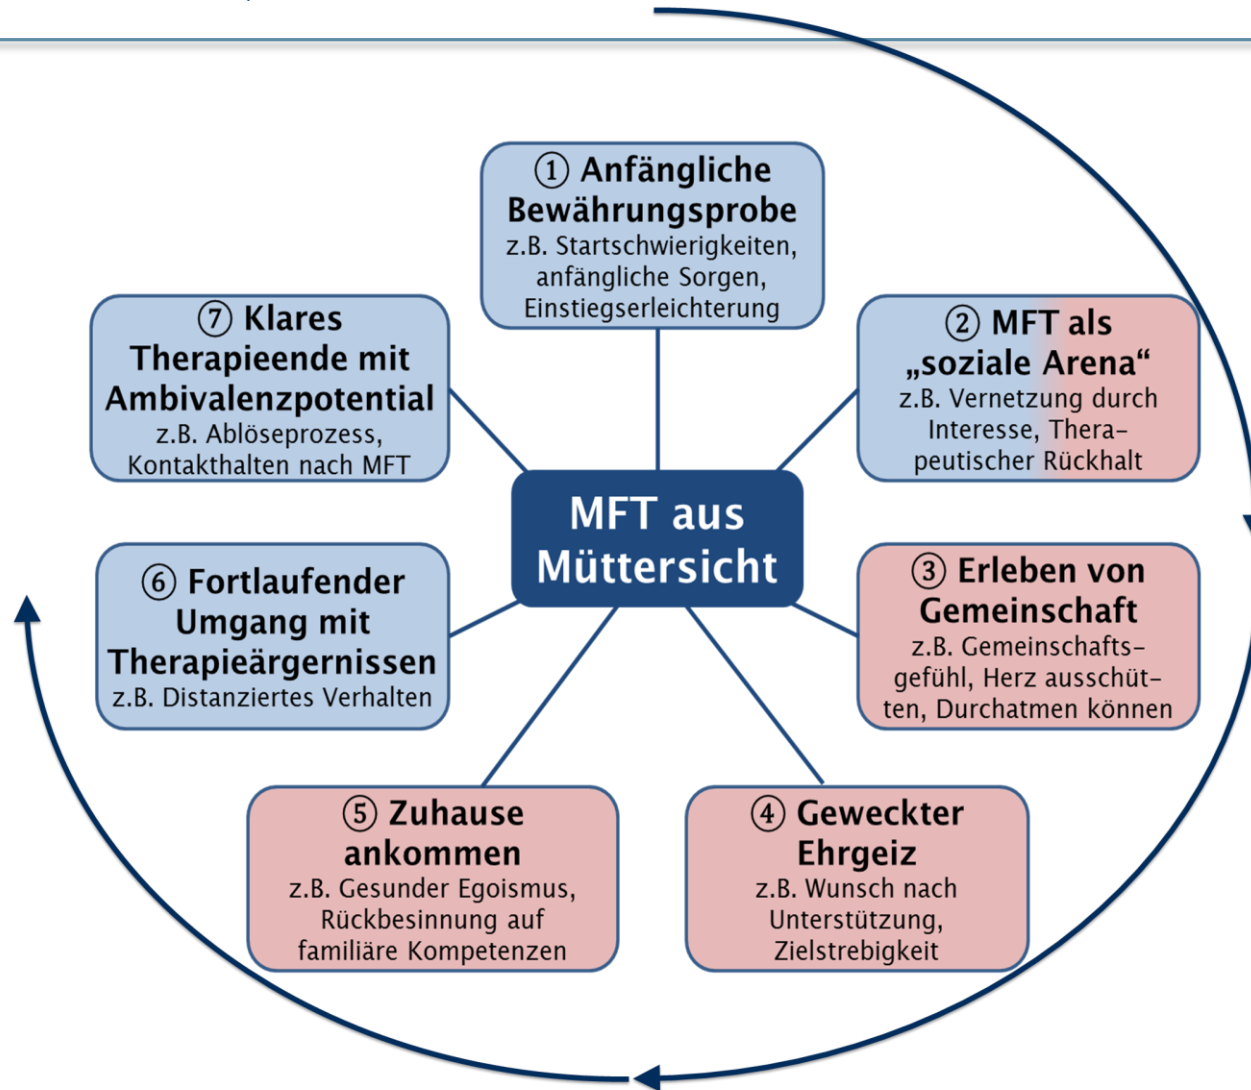 ① Anfängliche
Bewährungsprobe
z.B. Startschwierigkeiten,
anfängliche Sorgen,
Einstiegserleichterung
② MFT als
„soziale Arena“
z.B. Vernetzung durch
Interesse, Thera-
peutischer Rückhalt
③ Erleben von
Gemeinschaft
z.B. Gemeinschafts-
gefühl, Herz ausschüt-
ten, Durchatmen können
④ Geweckter
Ehrgeiz
z.B. Wunsch nach
Unterstützung,
Zielstrebigkeit
⑤ Zuhause
ankommen
z.B. Gesunder Egoismus,
Rückbesinnung auf
familiäre Kompetenzen
⑥ Fortlaufender
Umgang mit
Therapieärgernissen
z.B. Distanziertes Verhalten
⑦ Klares
Therapieende mit
Ambivalenzpotential
z.B. Ablöseprozess,
Kontakthalten nach MFT
MFT aus
Müttersicht